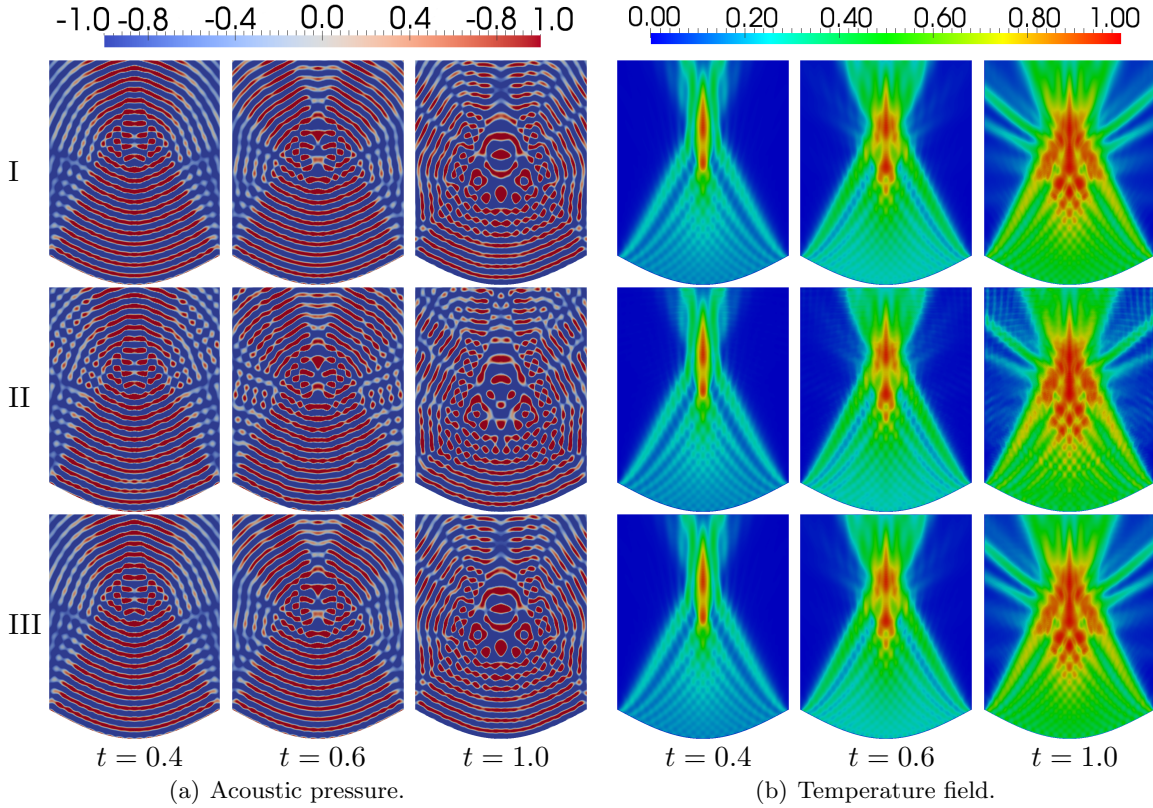 -1.0 -0.8 -0.4 0.0 0.4 -0.8 1.0
0.00 0.20 0.40 0.60 0.80 1.00
I
II
III
t = 0.4 t = 0.6 t = 1.0
t = 0.4 t = 0.6 t = 1.0
(a) Acoustic pressure.
(b) Temperature field.